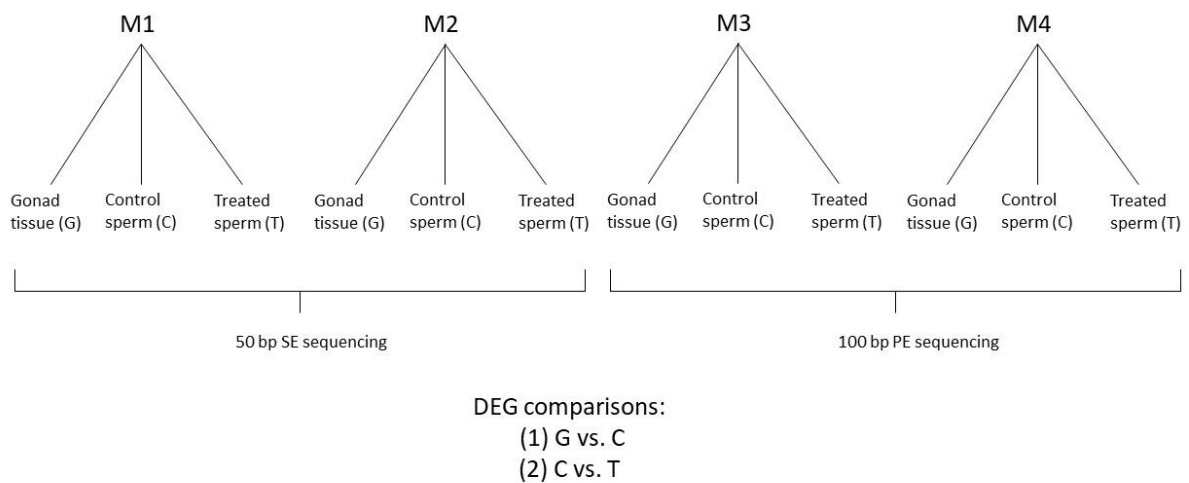 M1
M2
M3
M4
Gonad
tissue (G)
Control
sperm (C)
Treated
sperm (T)
Gonad
tissue (G)
Control
sperm (C)
Treated
sperm (T)
Gonad
tissue (G)
Control
sperm (C)
Treated
sperm (T)
Gonad
tissue (G)
Control
sperm (C)
Treated
sperm (T)
50 bp SE sequencing
100 bp PE sequencing
DEG comparisons:
(1) G vs. C
(2) C vs. T